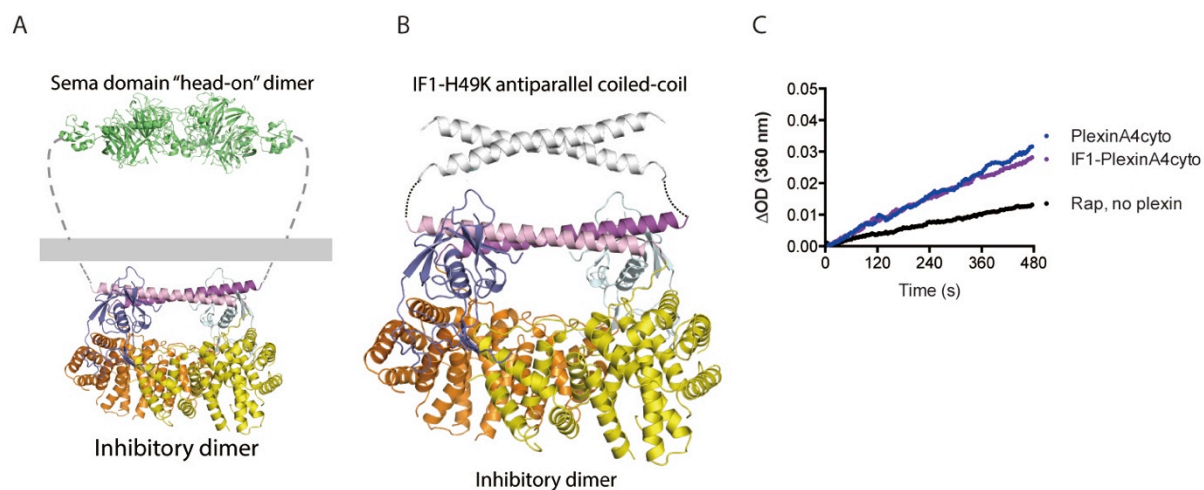 A
Sema domain “head-on” dimer
Inhibitory dimer
B
IF1-H49K antiparallel coiled-coil
Inhibitory dimer
C
ΔOD (360 nm)
0.05
0.04
0.03
0.02
0.01
0.00
0 120 240 360 480
Time (s)
PlexinA4cyto
IF1-PlexinA4cyto
Rap, no plexin